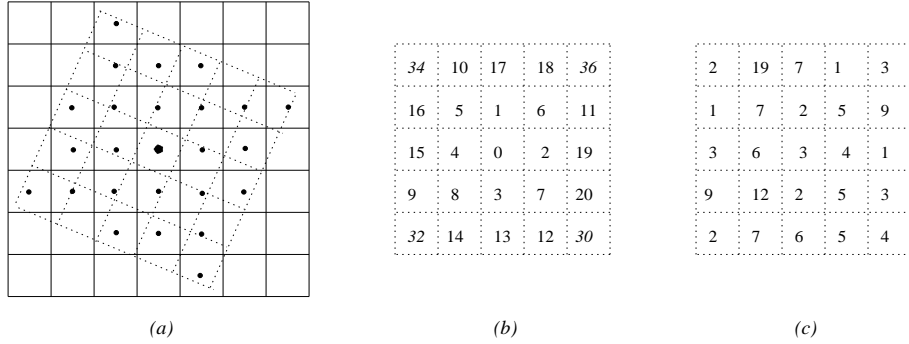 34 10 17 18 36 2 19 7 1 3
16 5 1 6 11 1 7 2 5 9
15 4 0 2 19 3 6 3 4 1
9 8 3 7 20 9 12 2 5 3
32 14 13 12 30 2 7 6 5 4
(a) (b) (c)